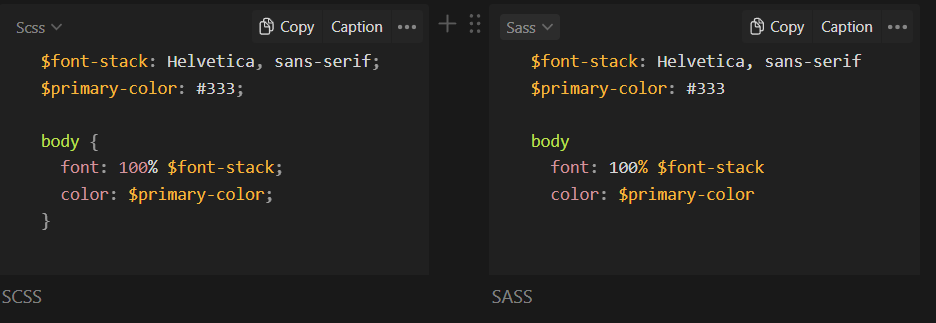 Scss
Copy
Caption
$font-stack: Helvetica, sans-serif;
$primary-color: #333;
body {
  font: 100% $font-stack;
  color: $primary-color;
}
SCSS
Sass
Copy
Caption
$font-stack: Helvetica, sans-serif
$primary-color: #333
body
  font: 100% $font-stack
  color: $primary-color
SASS